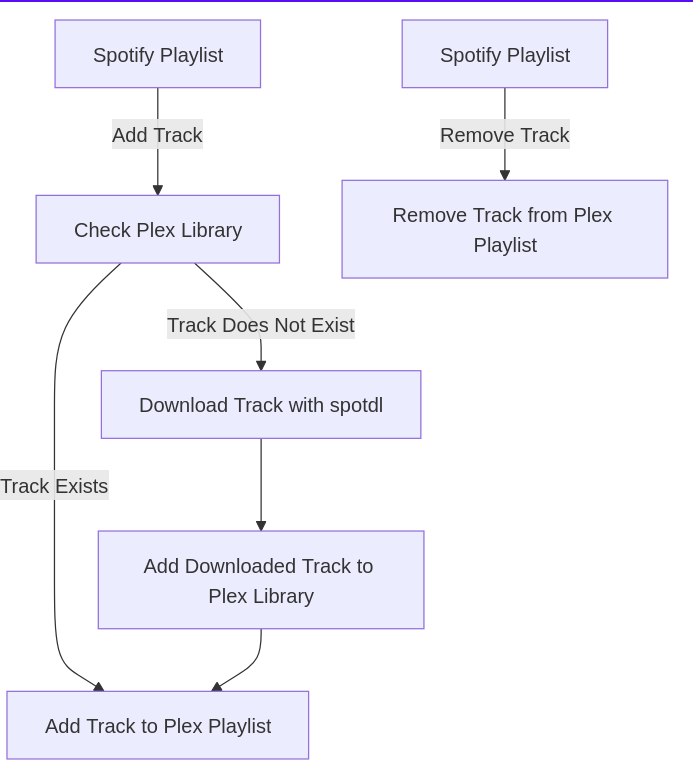 Spotify Playlist
Spotify Playlist
Add Track
Remove Track
Check Plex Library
Remove Track from Plex
Playlist
Track Does Not Exist
Download Track with spotdl
Track Exists
Add Downloaded Track to
Plex Library
Add Track to Plex Playlist